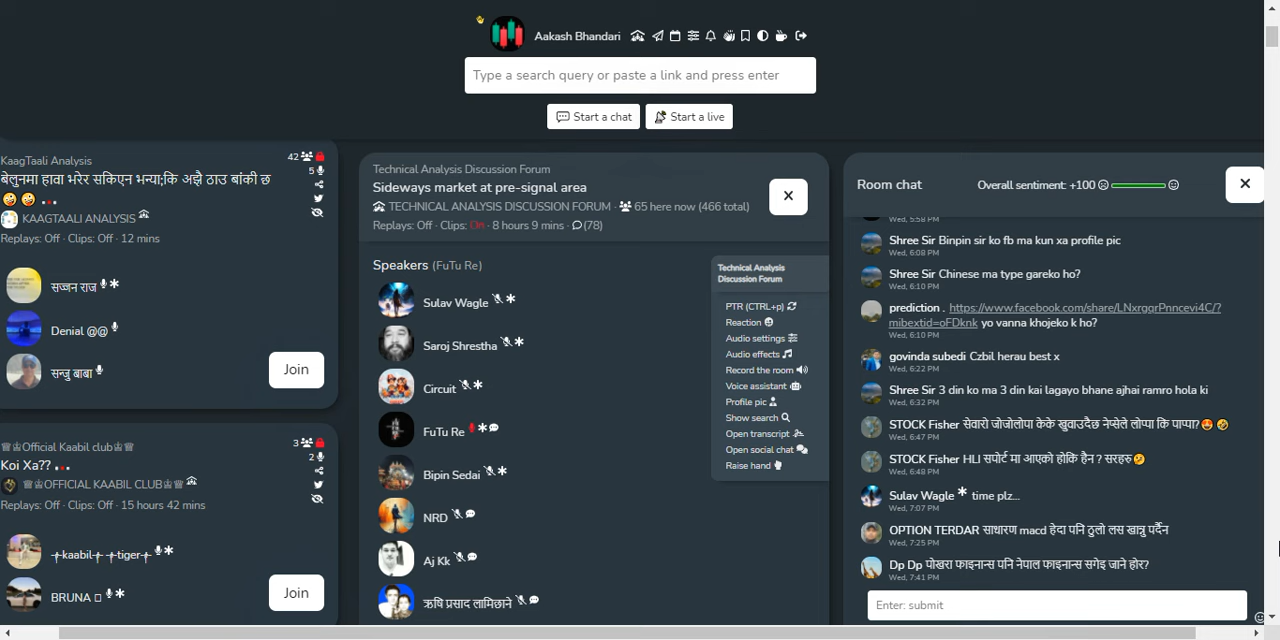 Aakash Bhandari
Type a search query or paste a link and press enter
Start a chat
Start a live
KaagTaali Analysis
42
बेलुनमा हावा भरेर सकिएन भन्या;कि अझै ठाउ बांकी छ
5
KAAGTAALI ANALYSIS
Replays: Off · Clips: Off · 12 mins
सज्जन राज
Denial @@
सन्जु बाबा
Join
♕♔Official Kaabil club♔♕
3
Koi Xa??
2
♕♔OFFICIAL KAABIL CLUB♔♕
Replays: Off · Clips: Off · 15 hours 42 mins
kaabil tiger
BRUNA
Join
Technical Analysis Discussion Forum
Sideways market at pre-signal area
TECHNICAL ANALYSIS DISCUSSION FORUM · 65 here now (466 total)
Replays: Off · Clips: On · 8 hours 9 mins · (78)
Speakers (FuTu Re)
Sulav Wagle
Saroj Shrestha
Circuit
FuTu Re
Bipin Sedai
NRD
Aj Kk
ऋषि प्रसाद लामिछाने
Technical Analysis
Discussion Forum
PTR (CTRL+p)
Reaction
Audio settings
Audio effects
Record the room
Voice assistant
Profile pic
Show search
Open transcript
Open social chat
Raise hand
Room chat
Overall sentiment: +100
Wed, 5:58 PM
Shree Sir Binpin sir ko fb ma kun xa profile pic
Wed, 6:08 PM
Shree Sir Chinese ma type gareko ho?
Wed, 6:10 PM
prediction . https://www.facebook.com/share/LNxrgqrPnncevi4C/?
mibextid=oFDknk yo vanna khojeko k ho?
Wed, 6:10 PM
govinda subedi Czbil herau best x
Wed, 6:22 PM
Shree Sir 3 din ko ma 3 din kai lagayo bhane ajhai ramro hola ki
Wed, 6:32 PM
STOCK Fisher सेवारो जोजोलोपा केके खुवाउदैछ नेप्सेले लोप्पा कि पाप्पा?🤩 🤣
Wed, 6:47 PM
STOCK Fisher HLI सपोर्ट मा आएको होकि हैन ? सरहरु🤣
Wed, 6:48 PM
Sulav Wagle * time plz...
Wed, 7:07 PM
OPTION TERDAR साधारण macd हेदा पनि ठुलो लस खान्नु पर्दैन
Wed, 7:25 PM
Dp Dp पोखरा फाइनान्स पनि नेपाल फाइनान्स सगेइ जाने होर?
Wed, 7:41 PM
Enter: submit